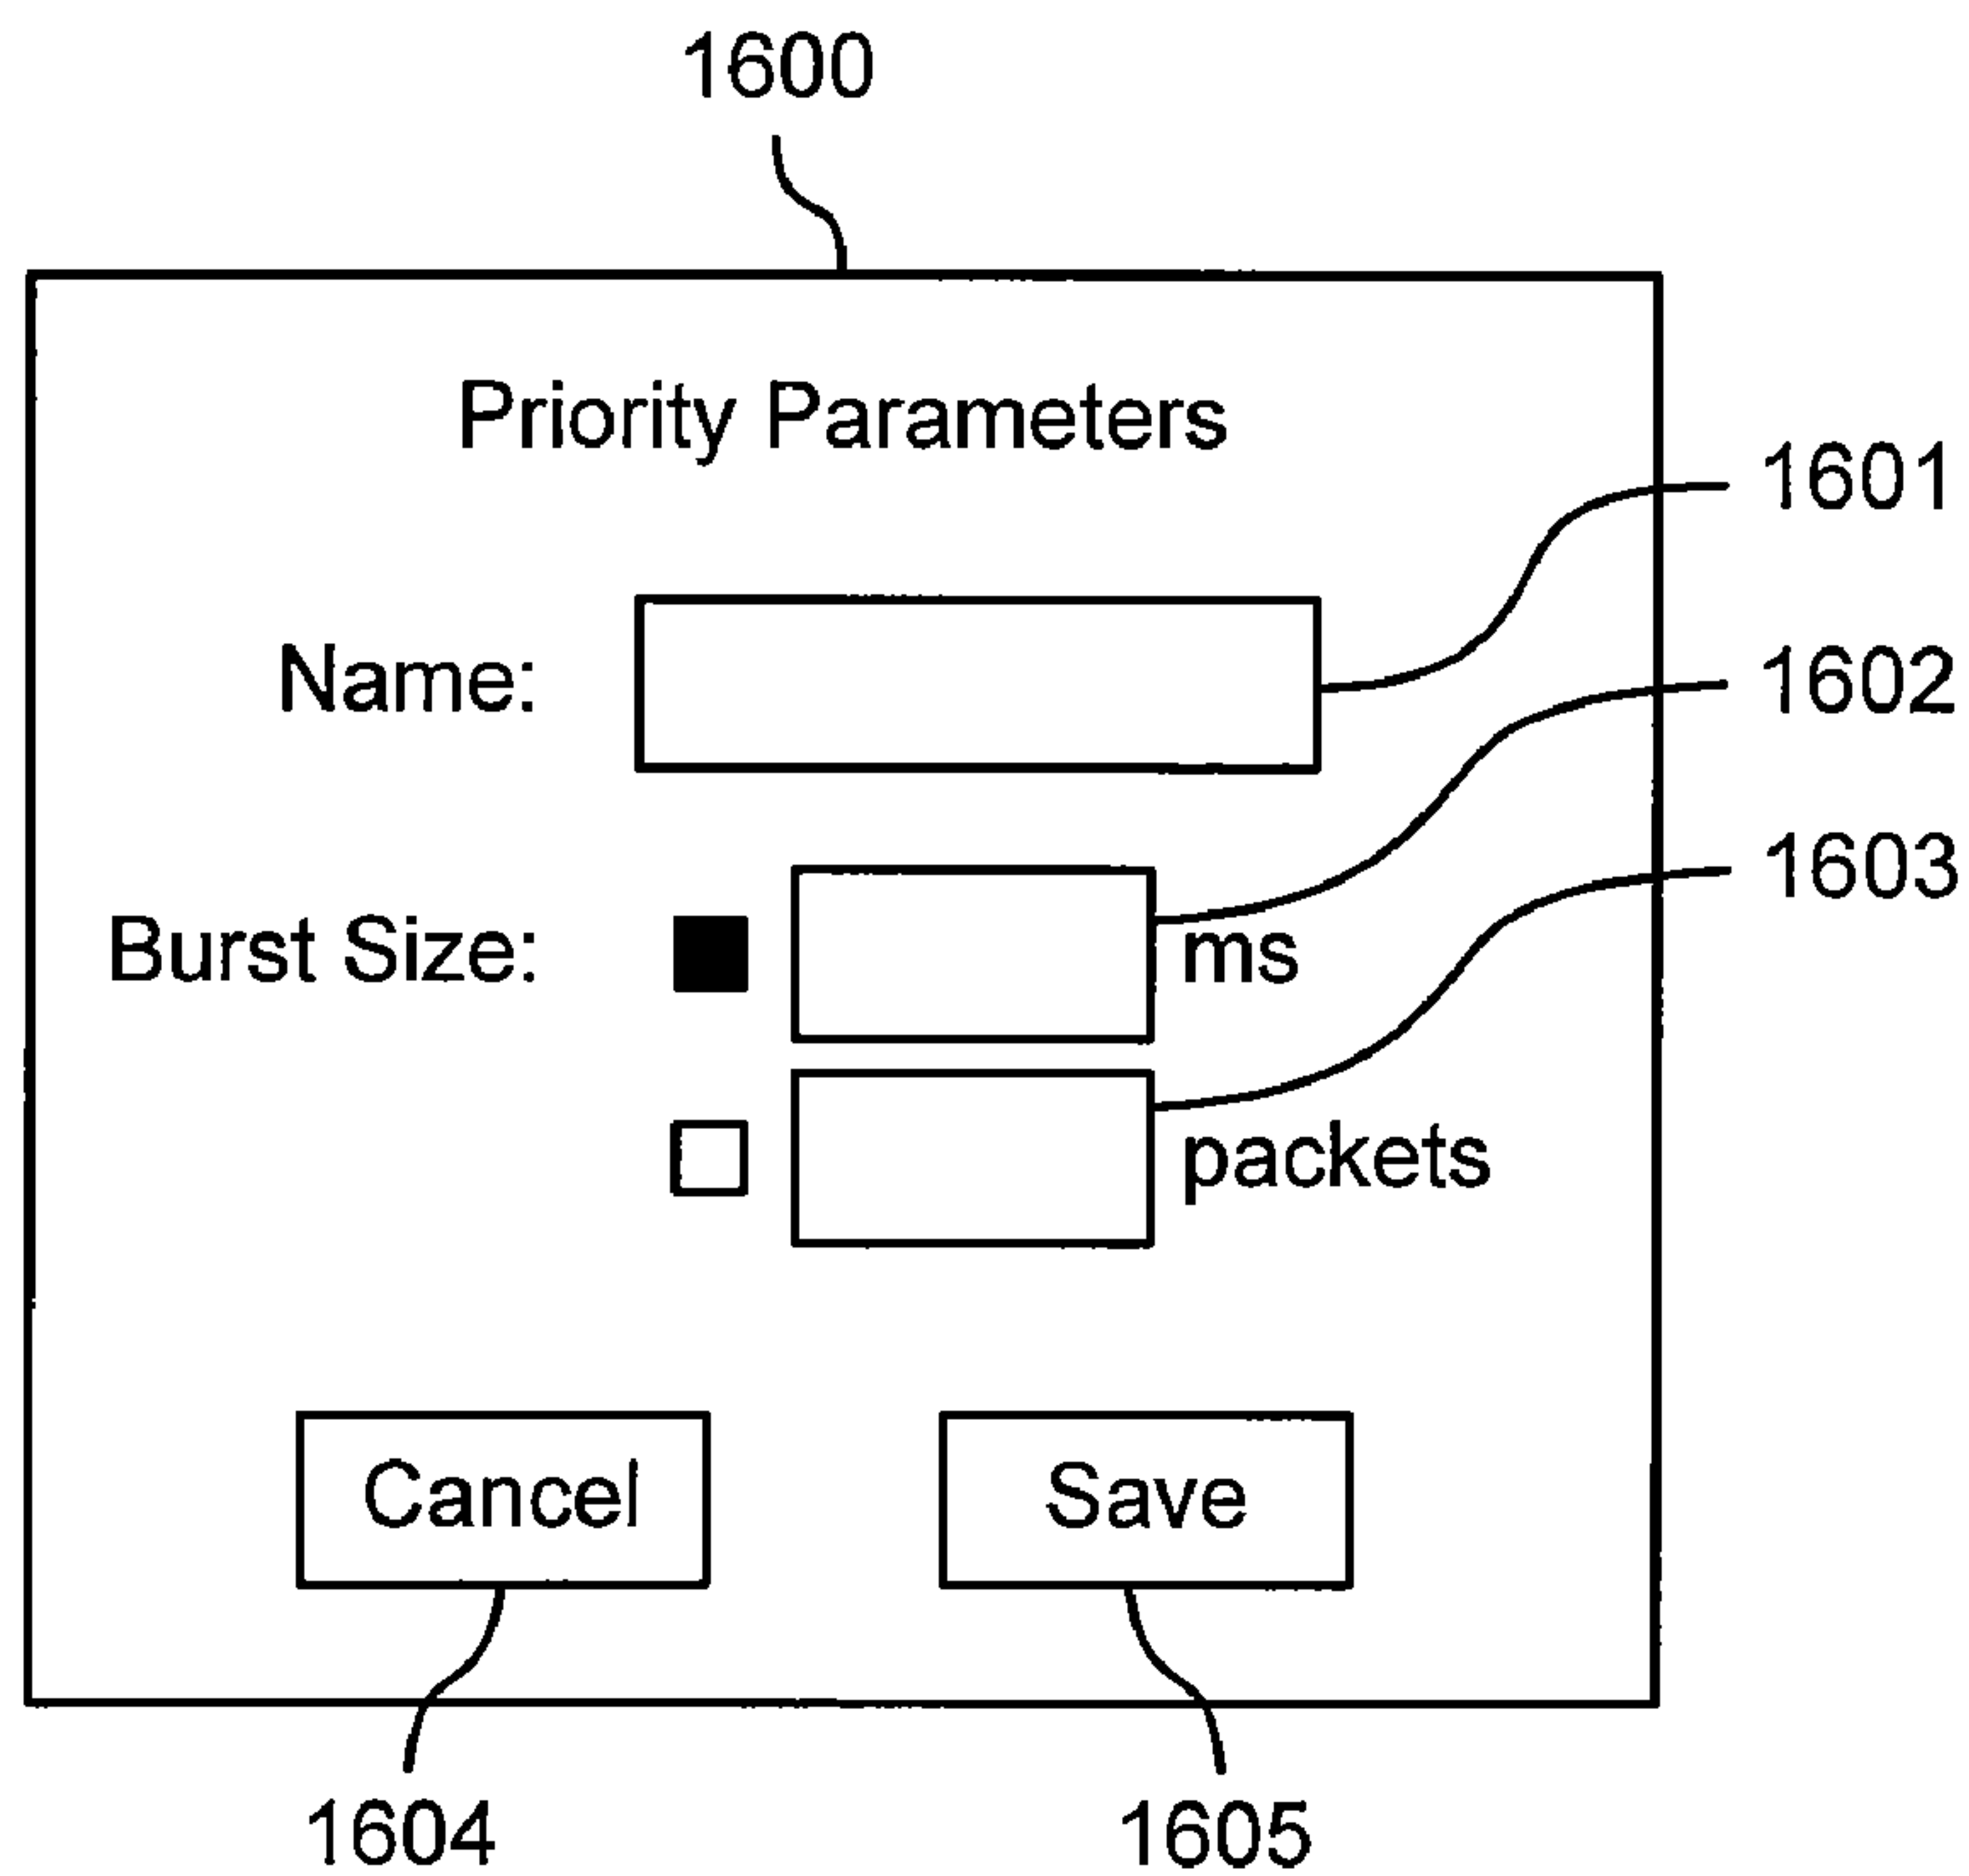 1600
Priority Parameters
1601
Name:
1602
1603
Burst Size: ms
packets
Cancel Save
1604 1605